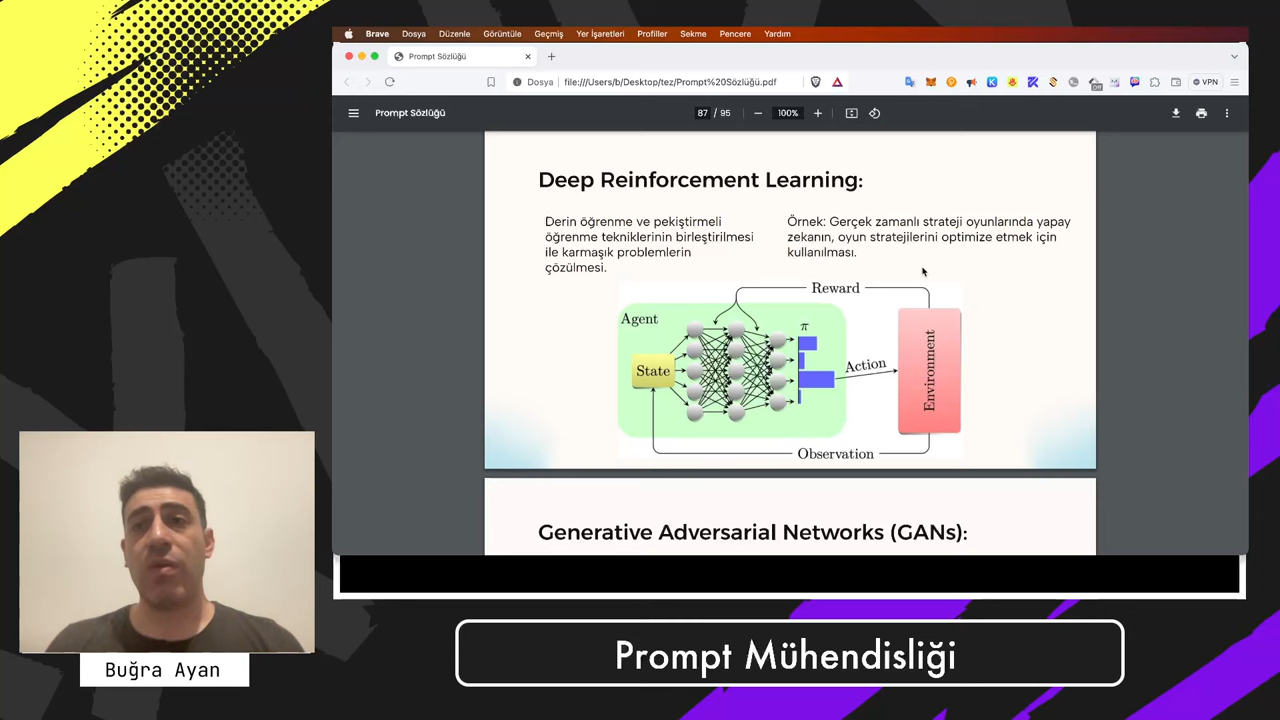 Brave Dosya Düzenle Görüntüle Geçmiş Yer İşaretleri Profiller Sekme Pencere Yardım
Prompt Sözlüğü
Dosya file:///Users/b/Desktop/tez/Prompt%20Sözlüğü.pdf
Off
VPN
Prompt Sözlüğü
87 / 95
100%
Deep Reinforcement Learning:
Derin öğrenme ve pekiştirmeli
öğrenme tekniklerinin birleştirilmesi
ile karmaşık problemlerin
çözülmesi.
Örnek: Gerçek zamanlı strateji oyunlarında yapay
zekanın, oyun stratejilerini optimize etmek için
kullanılması.
Reward
Agent
π
State
Action
Environment
Observation
Generative Adversarial Networks (GANs):
Buğra Ayan
Prompt Mühendisliği